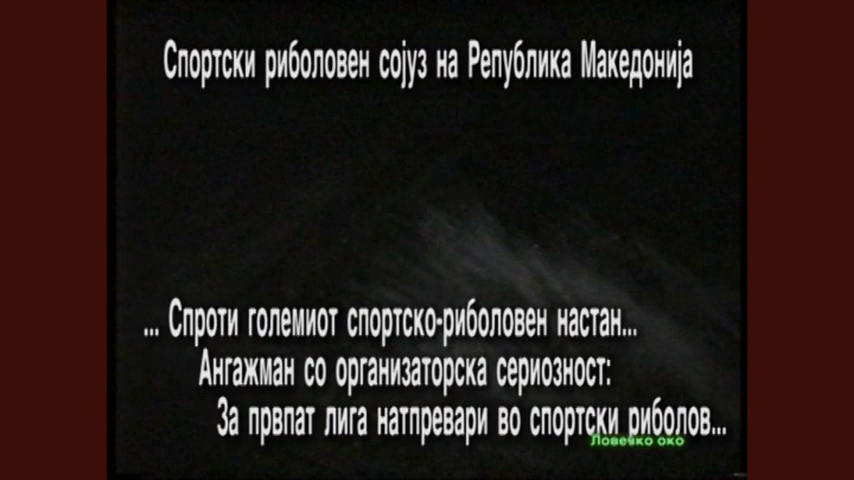 Спортски риболовен сојуз на Република Македонија
... Спроти големиот спортско-риболовен настан...
Ангажман со организаторска сериозност:
За првпат лига натпревари во спортски риболов...
Ловечко око